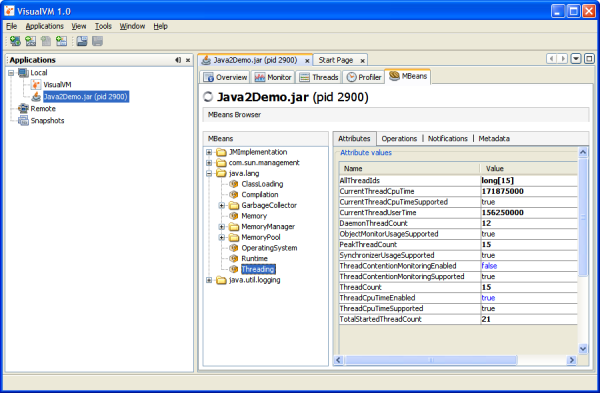 VisualVM 1.0
File Applications View Tools Window Help
Applications
Local
VisualVM
Java2Demo.jar (pid 2900)
Remote
Snapshots
Java2Demo.jar (pid 2900) Start Page
Overview Monitor Threads Profiler MBeans
Java2Demo.jar (pid 2900)
MBeans Browser
MBeans
JMImplementation
com.sun.management
java.lang
ClassLoading
Compilation
GarbageCollector
Memory
MemoryManager
MemoryPool
OperatingSystem
Runtime
Threading
java.util.logging
Attributes Operations Notifications Metadata
Attribute values
Name Value
AllThreadIds long[15]
CurrentThreadCpuTime 171875000
CurrentThreadCpuTimeSupported true
CurrentThreadUserTime 156250000
DaemonThreadCount 12
ObjectMonitorUsageSupported true
PeakThreadCount 15
SynchronizerUsageSupported true
ThreadContentionMonitoringEnabled false
ThreadContentionMonitoringSupported true
ThreadCount 15
ThreadCpuTimeEnabled true
ThreadCpuTimeSupported true
TotalStartedThreadCount 21